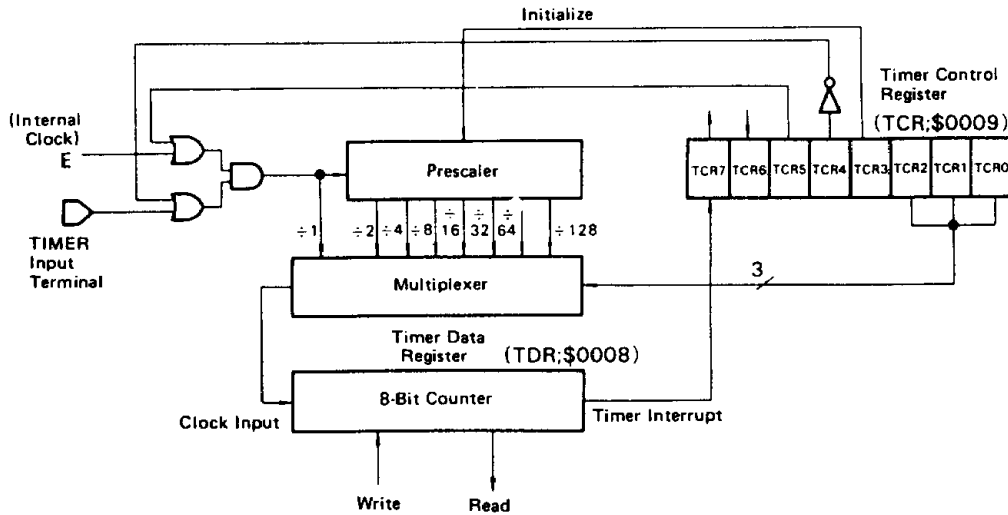 Initialize
Timer Control
Register
(TCR;$0009)
(Internal
Clock)
E
TCR7 TCR6 TCR5 TCR4 TCR3 TCR2 TCR1 TCR0
Prescaler
TIMER
Input
Terminal
÷1 ÷2 ÷4 ÷8 ÷16 ÷32 ÷64 ÷128
3
Multiplexer
Timer Data
Register
(TDR;$0008)
8-Bit Counter
Clock Input
Timer Interrupt
Write
Read